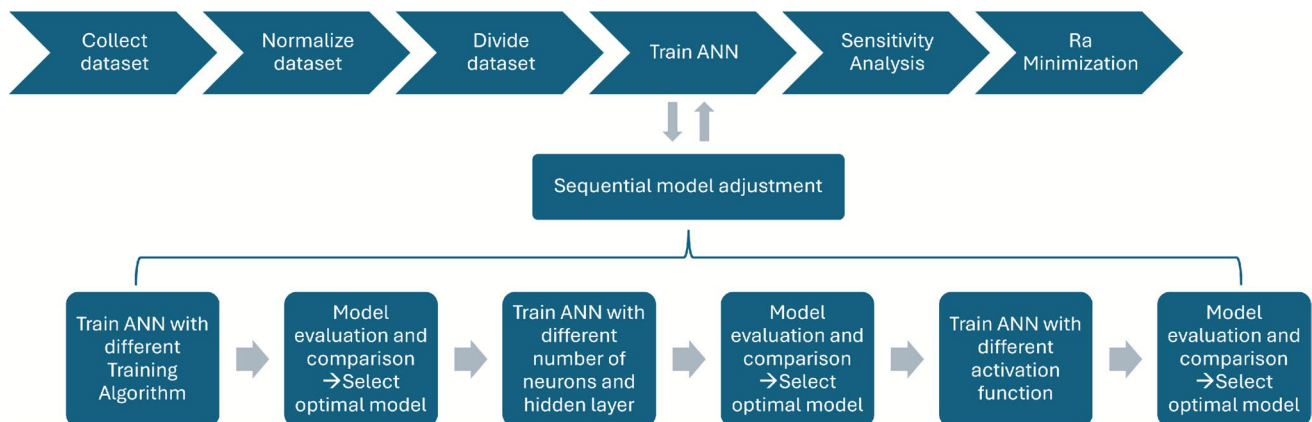 Collect
dataset
Normalize
dataset
Divide
dataset
Train ANN
Sensitivity
Analysis
Ra
Minimization
Sequential model adjustment
Train ANN with
different
Training
Algorithm
Model
evaluation and
comparison
→Select
optimal model
Train ANN with
different
number of
neurons and
hidden layer
Model
evaluation and
comparison
→Select
optimal model
Train ANN with
different
activation
function
Model
evaluation and
comparison
→Select
optimal model